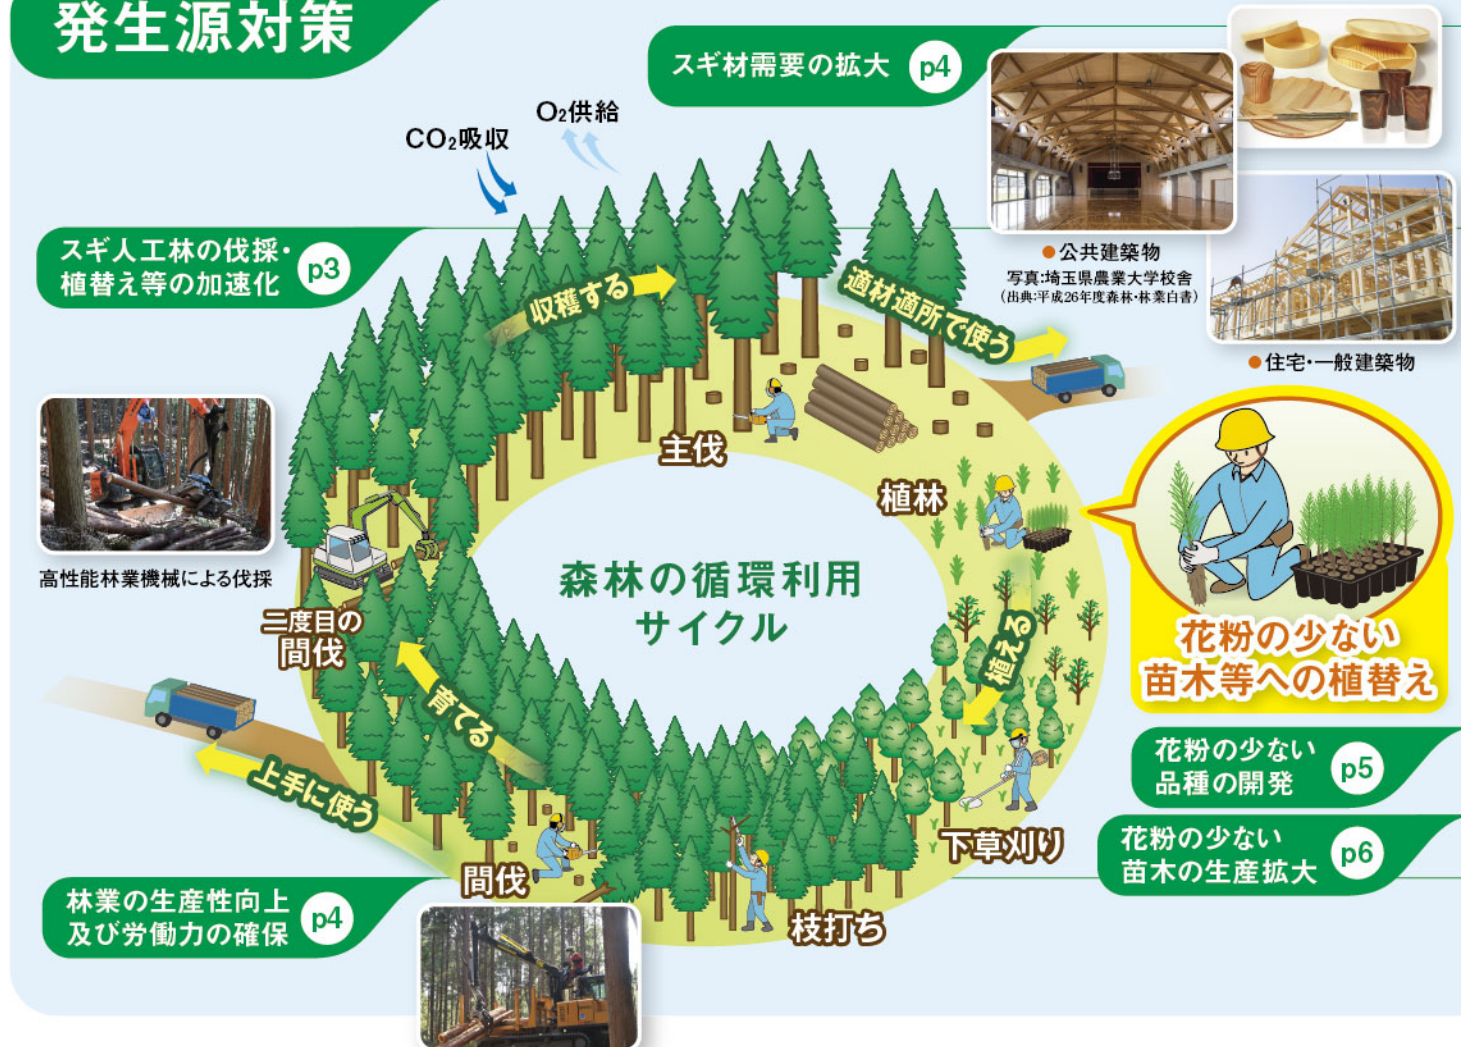 発生源対策
スギ材需要の拡大 p4
O₂供給
CO₂吸収
スギ人工林の伐採・
植替え等の加速化 p3
収穫する
適材適所で使う
●公共建築物
写真:埼玉県農業大学校舎
(出典:平成26年度森林・林業白書)
●住宅・一般建築物
主伐
植林
高性能林業機械による伐採
森林の循環利用
サイクル
二度目の
間伐
植える
花粉の少ない
苗木等への植替え
育てる
上手に使う
花粉の少ない
品種の開発 p5
下草刈り
花粉の少ない
苗木の生産拡大 p6
間伐
枝打ち
林業の生産性向上
及び労働力の確保 p4